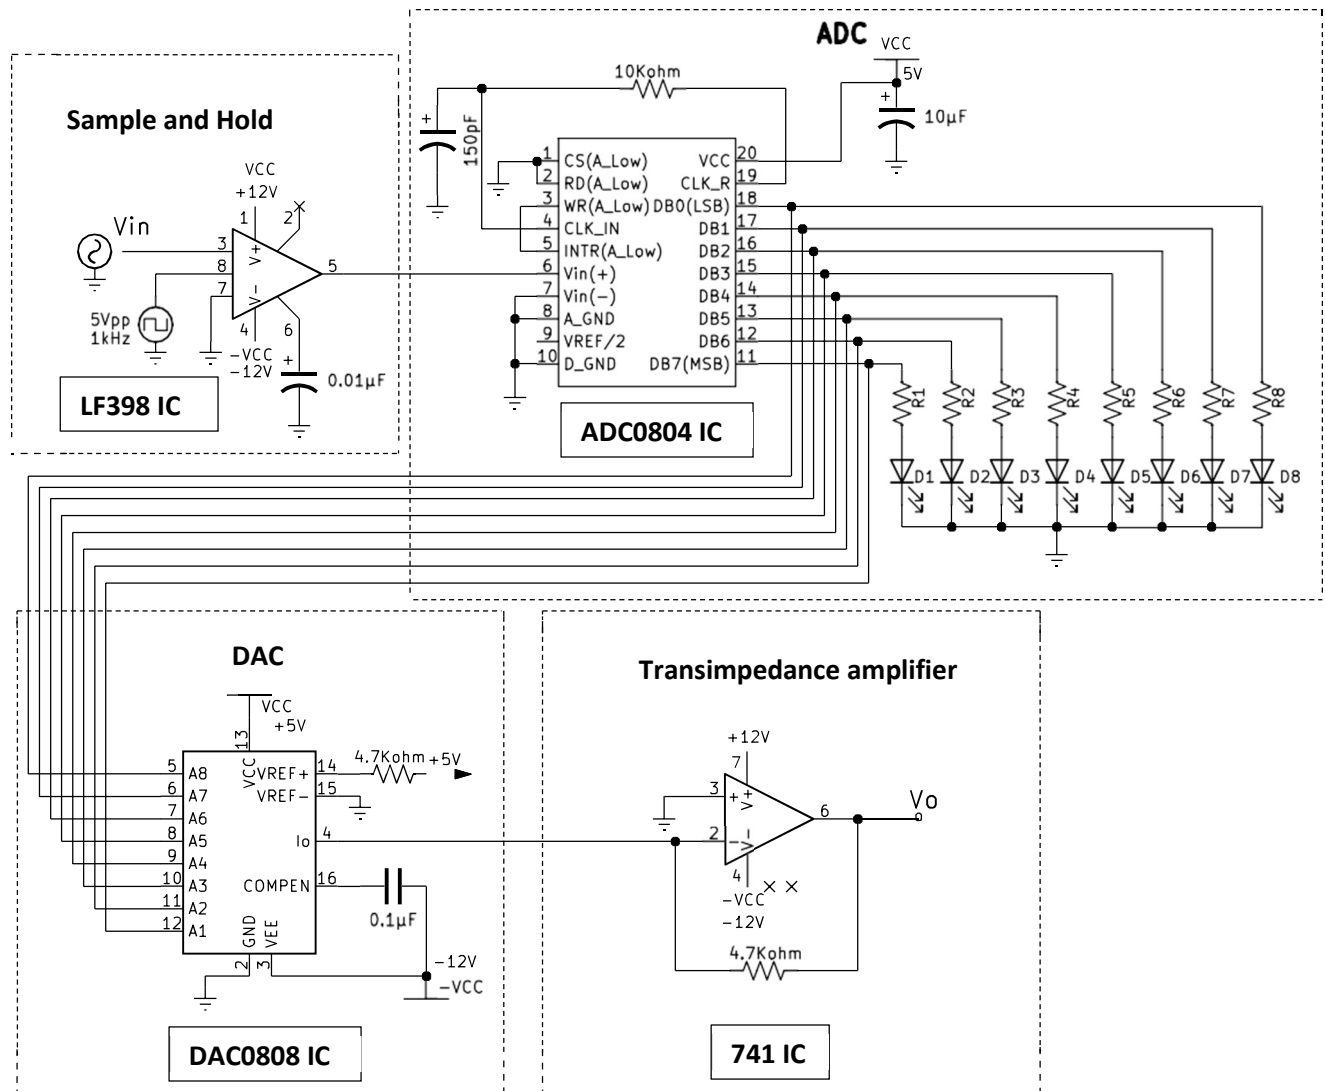 Sample and Hold
Vin
VCC
+12V
1
2
3
8
7
V+
V-
5
4
6
-VCC
-12V
5Vpp
1kHz
0.01µF
LF398 IC
ADC
VCC
5V
10µF
10Kohm
150pF
1 CS(A_Low)
2 RD(A_Low)
3 WR(A_Low)
4 CLK_IN
5 INTR(A_Low)
6 Vin(+)
7 Vin(-)
8 A_GND
9 VREF/2
10 D_GND
VCC 20
CLK_R 19
DB0(LSB) 18
DB1 17
DB2 16
DB3 15
DB4 14
DB5 13
DB6 12
DB7(MSB) 11
ADC0804 IC
R1 R2 R3 R4 R5 R6 R7 R8
D1 D2 D3 D4 D5 D6 D7 D8
DAC
VCC
+5V
13
VCC
5 A8
6 A7
7 A6
8 A5
9 A4
10 A3
11 A2
12 A1
VREF+ 14
VREF- 15
Io 4
COMPEN 16
GND
VEE
2
3
4.7Kohm +5V
0.1µF
-12V
-VCC
DAC0808 IC
Transimpedance amplifier
+12V
7
3
+
V+
2
-
V-
6
Vo
4
-VCC
-12V
4.7Kohm
741 IC